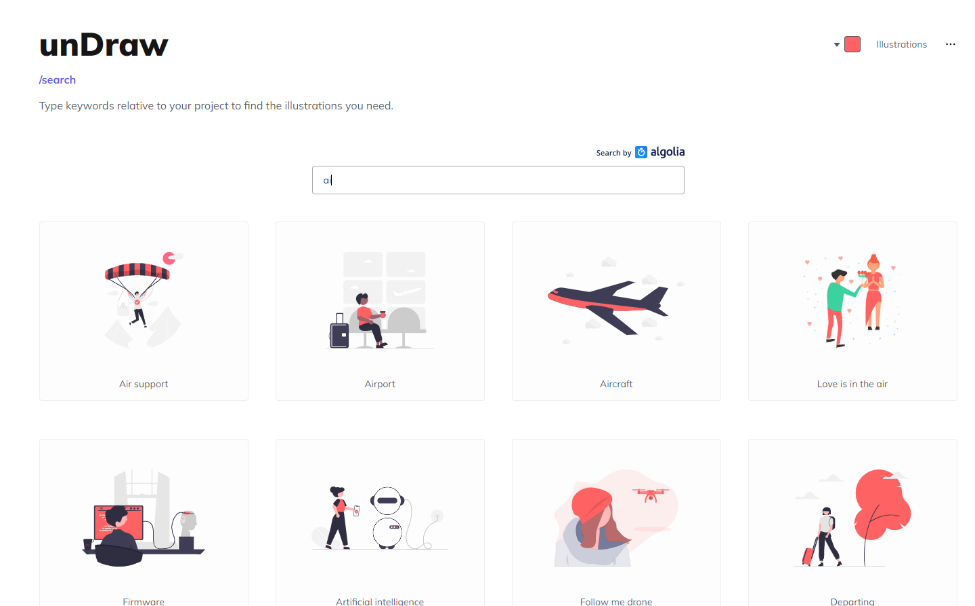 unDraw
Illustrations
/search
Type keywords relative to your project to find the illustrations you need.
Search by algolia
ai
Air support
Airport
Aircraft
Love is in the air
Firmware
Artificial intelligence
Follow me drone
Departing